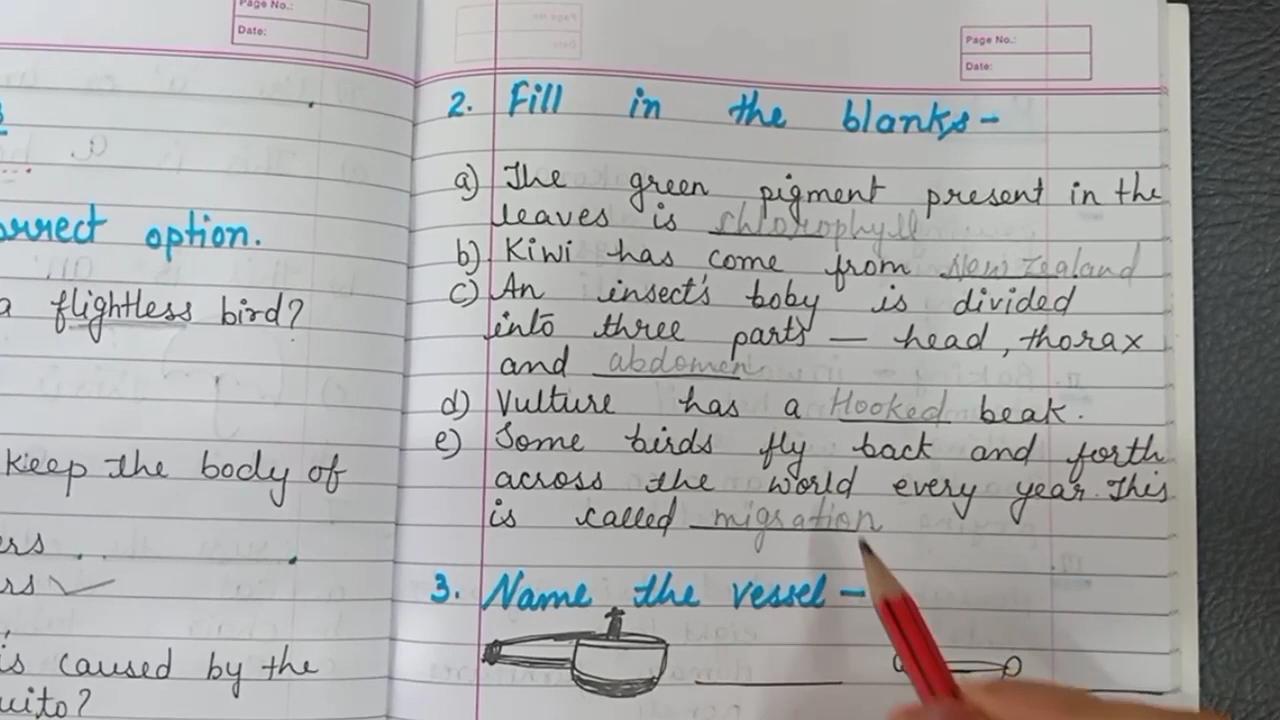 Page No.:
Date:
orrect option.
a flightless bird?
keep the body of
ers
rs
is caused by the
uito?
Page No.:
Date:
2. Fill in the blanks-
a) The green pigment present in the
leaves is chlorophyll
b) Kiwi has come from New Zealand
c) An insect's boby is divided
into three parts — head, thorax
and abdomen
d) Vulture has a Hooked beak.
e) Some birds fly back and forth
across the world every year. This
is called migration
3. Name the vessel-